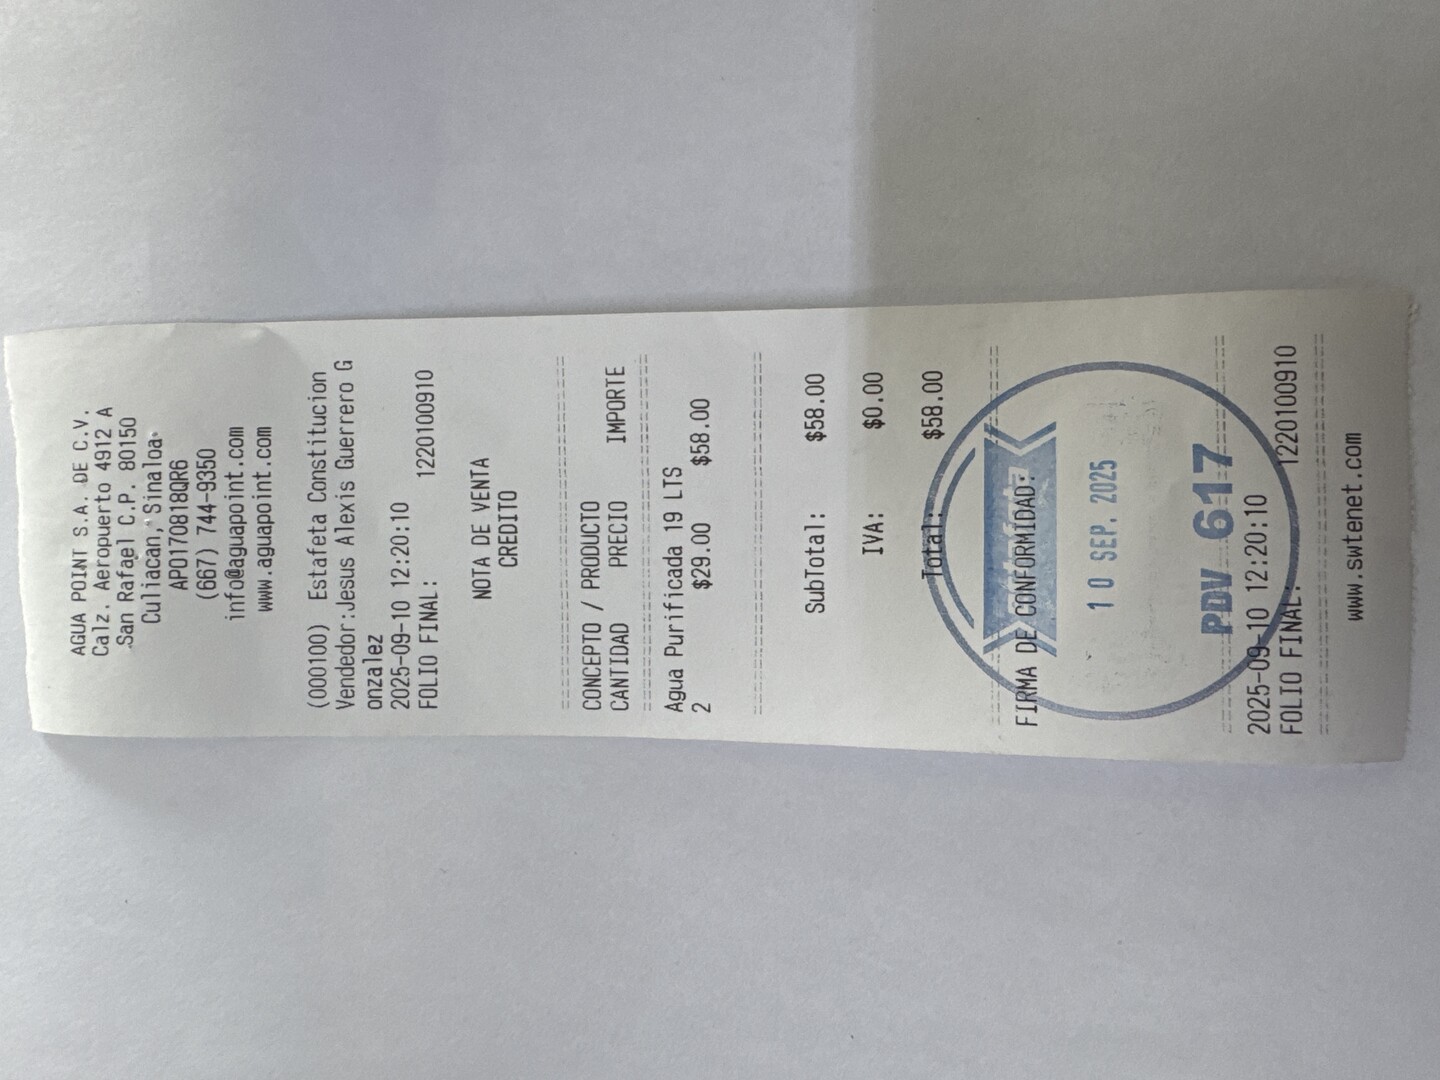 AGUA POINT S.A. DE C.V.
Calz. Aeropuerto 4912 A
San Rafael C.P. 80150
Culiacan, Sinaloa.
APO170818QR6
(667) 744-9350
info@aguapoint.com
www.aguapoint.com
(000100) Estafeta Constitucion
Vendedor:Jesus Alexis Guerrero G
onzalez
2025-09-10 12:20:10
FOLIO FINAL: 1220100910
NOTA DE VENTA
CREDITO
================================
CONCEPTO / PRODUCTO
CANTIDAD PRECIO IMPORTE
================================
Agua Purificada 19 LTS
2 $29.00 $58.00
================================
SubTotal: $58.00
IVA: $0.00
Total: $58.00
================================
estafeta
FIRMA DE CONFORMIDAD:
10 SEP. 2025
PDV 617
================================
2025-09-10 12:20:10
FOLIO FINAL: 1220100910
================================
www.swtenet.com